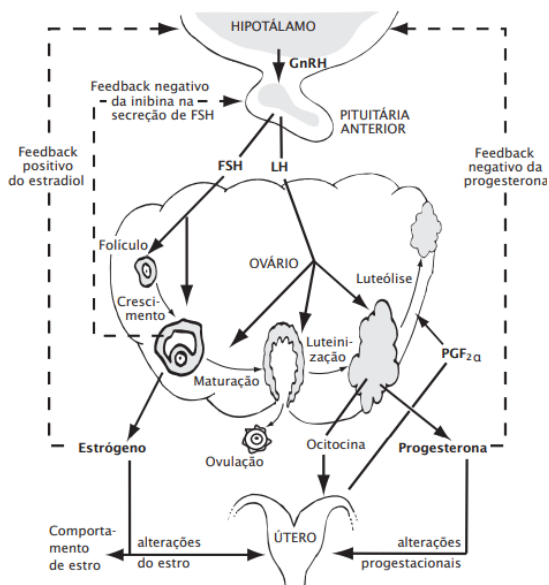 HIPOTÁLAMO
GnRH
Feedback negativo
da inibina na
secreção de FSH
PITUITÁRIA
ANTERIOR
Feedback
positivo
do estradiol
FSH
LH
Feedback
negativo da
progesterona
Folículo
OVÁRIO
Luteólise
Cresci-
mento
Luteini-
zação
PGF2α
Maturação
Estrógeno
Ovulação
Ocitocina
Progesterona
Comporta-
mento
de estro
alterações
do estro
ÚTERO
alterações
progestacionais